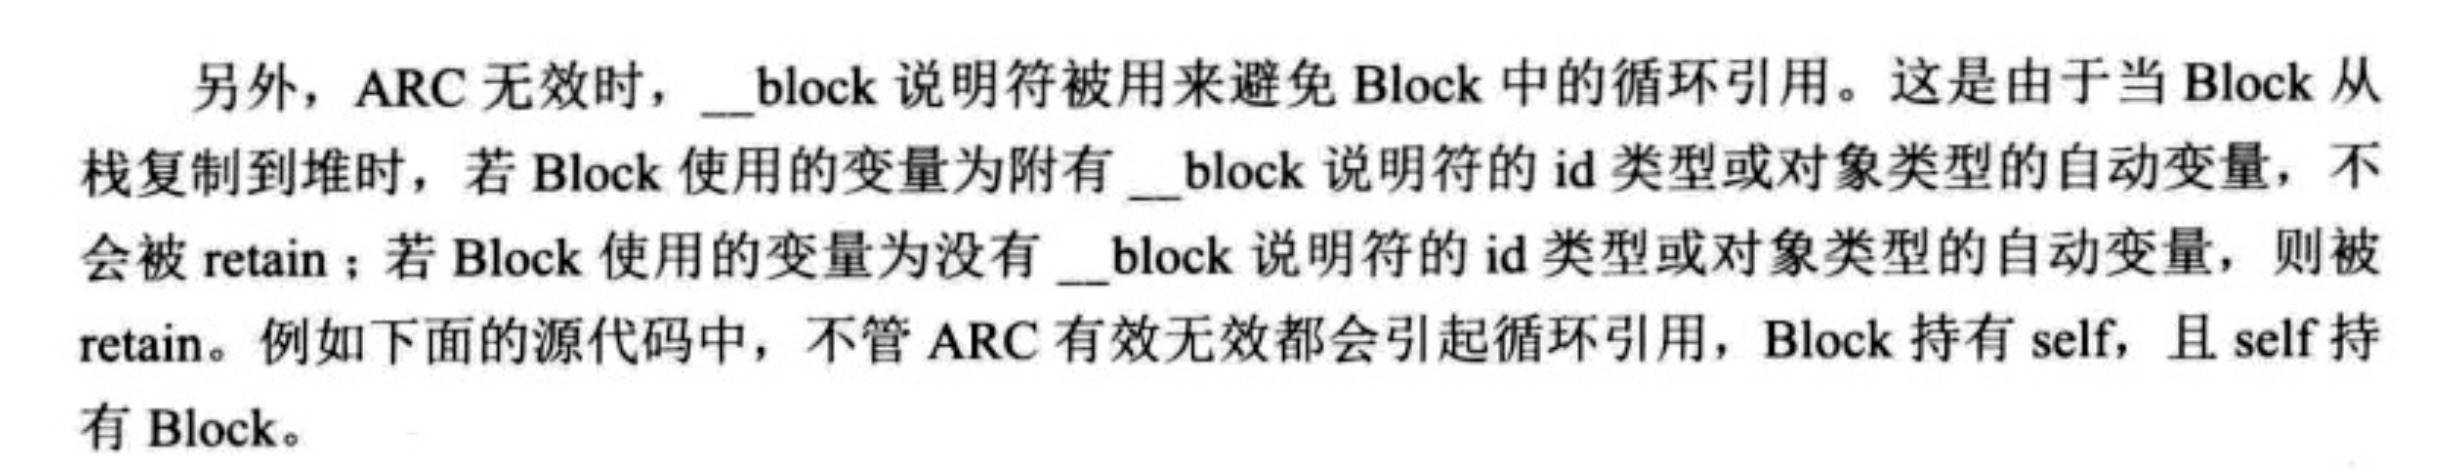 另外，ARC 无效时，__block 说明符被用来避免 Block 中的循环引用。这是由于当 Block 从
栈复制到堆时，若 Block 使用的变量为附有 __block 说明符的 id 类型或对象类型的自动变量，不
会被 retain；若 Block 使用的变量为没有 __block 说明符的 id 类型或对象类型的自动变量，则被
retain。例如下面的源代码中，不管 ARC 有效无效都会引起循环引用，Block 持有 self，且 self 持
有 Block。